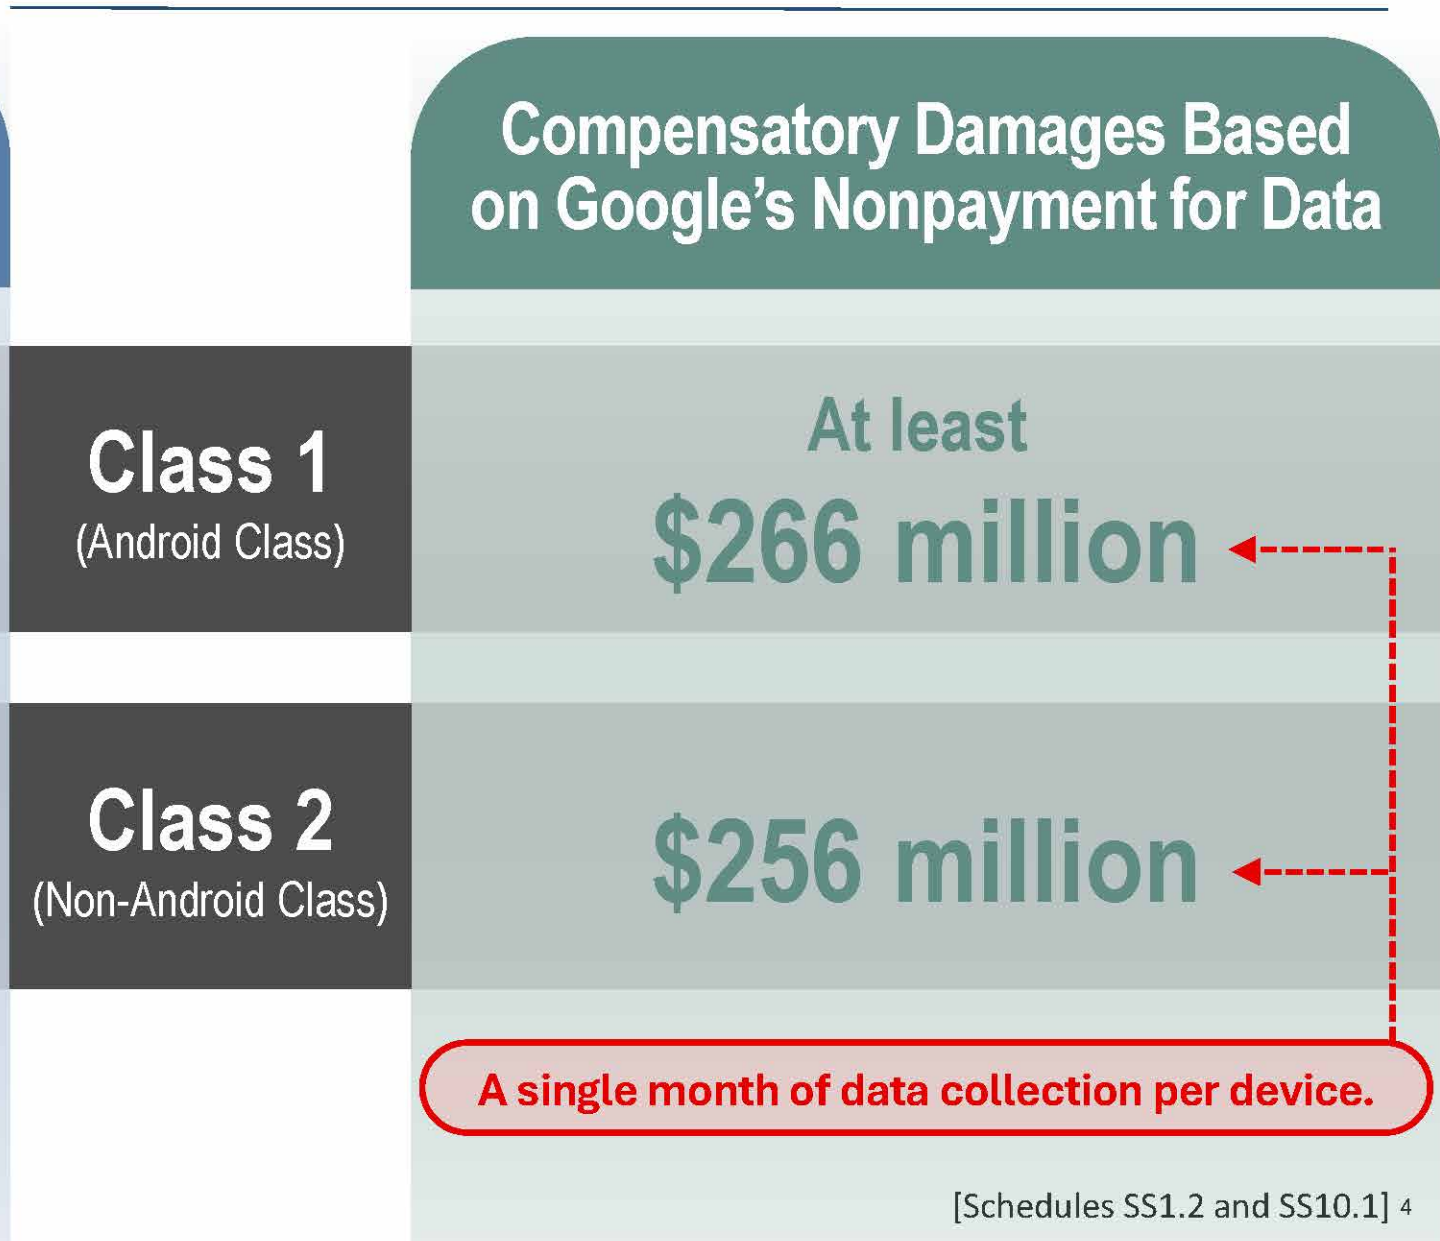 Compensatory Damages Based
on Google's Nonpayment for Data
Class 1
(Android Class)
At least
$266 million
Class 2
(Non-Android Class)
$256 million
A single month of data collection per device.
[Schedules SS1.2 and SS10.1] 4